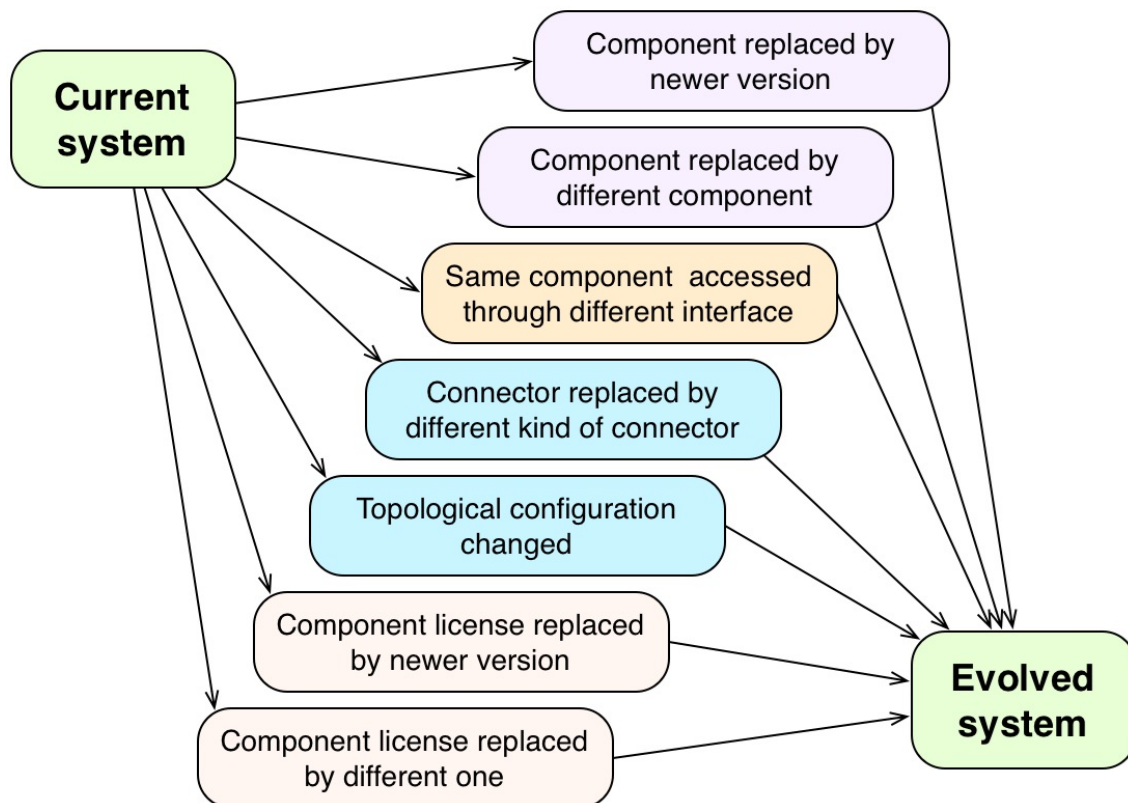 Current
system
Component replaced by
newer version
Component replaced by
different component
Same component  accessed
through different interface
Connector replaced by
different kind of connector
Topological configuration
changed
Component license replaced
by newer version
Component license replaced
by different one
Evolved
system